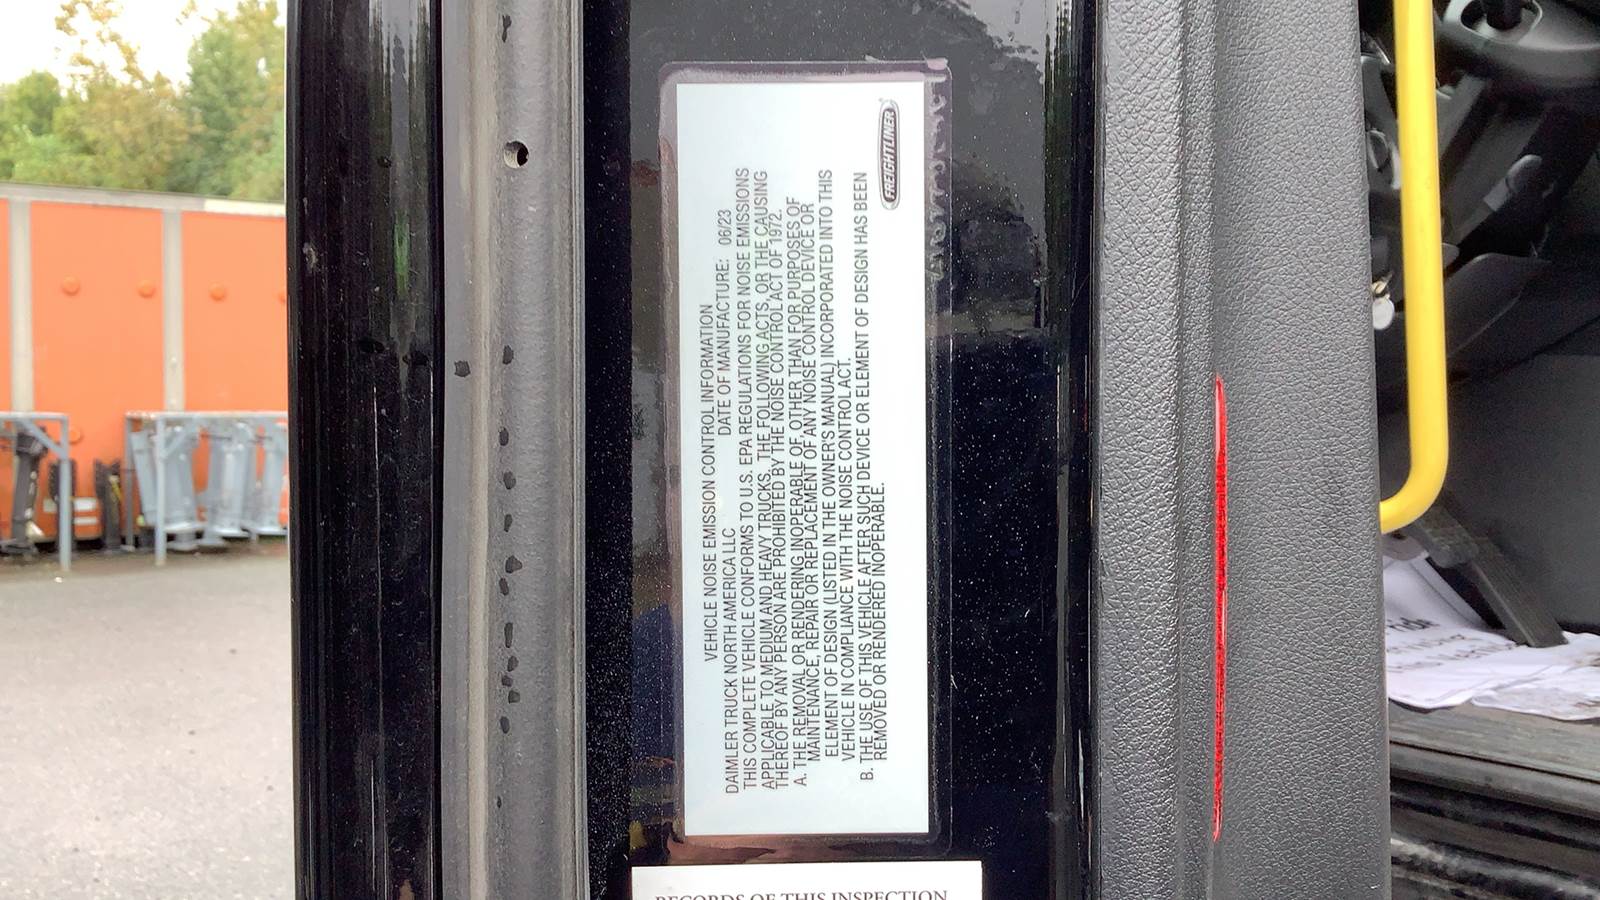 FREIGHTLINER
VEHICLE NOISE EMISSION CONTROL INFORMATION
DAIMLER TRUCK NORTH AMERICA LLC DATE OF MANUFACTURE: 06/23
THIS COMPLETE VEHICLE CONFORMS TO U.S. EPA REGULATIONS FOR NOISE EMISSIONS
APPLICABLE TO MEDIUM AND HEAVY TRUCKS. THE FOLLOWING ACTS, OR THE CAUSING
THEREOF BY ANY PERSON ARE PROHIBITED BY THE NOISE CONTROL ACT OF 1972.
A. THE REMOVAL OR RENDERING INOPERABLE OF, OTHER THAN FOR PURPOSES OF
MAINTENANCE, REPAIR OR REPLACEMENT OF ANY NOISE CONTROL DEVICE OR
ELEMENT OF DESIGN (LISTED IN THE OWNER'S MANUAL) INCORPORATED INTO THIS
VEHICLE IN COMPLIANCE WITH THE NOISE CONTROL ACT.
B. THE USE OF THIS VEHICLE AFTER SUCH DEVICE OR ELEMENT OF DESIGN HAS BEEN
REMOVED OR RENDERED INOPERABLE.
RECORDS OF THIS INSPECTION